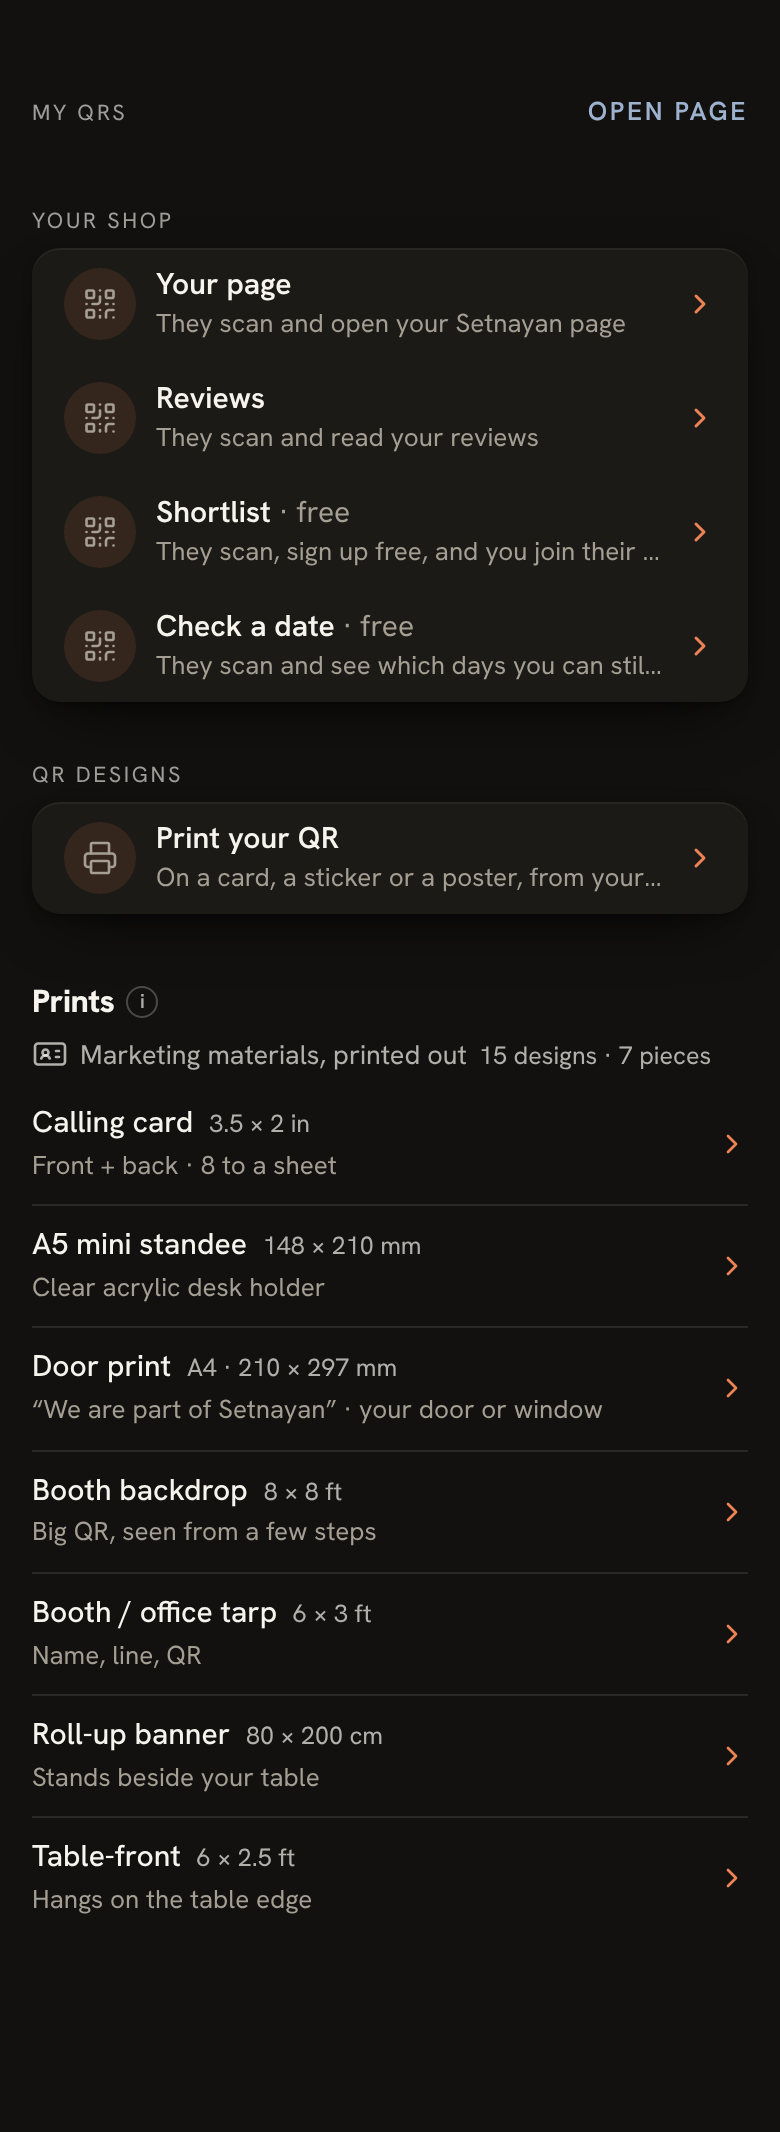 MY QRS
OPEN PAGE
YOUR SHOP
Your page
They scan and open your Setnayan page
Reviews
They scan and read your reviews
Shortlist · free
They scan, sign up free, and you join their ...
Check a date · free
They scan and see which days you can stil...
QR DESIGNS
Print your QR
On a card, a sticker or a poster, from your...
Prints i
Marketing materials, printed out 15 designs · 7 pieces
Calling card 3.5 × 2 in
Front + back · 8 to a sheet
A5 mini standee 148 × 210 mm
Clear acrylic desk holder
Door print A4 · 210 × 297 mm
“We are part of Setnayan” · your door or window
Booth backdrop 8 × 8 ft
Big QR, seen from a few steps
Booth / office tarp 6 × 3 ft
Name, line, QR
Roll-up banner 80 × 200 cm
Stands beside your table
Table-front 6 × 2.5 ft
Hangs on the table edge